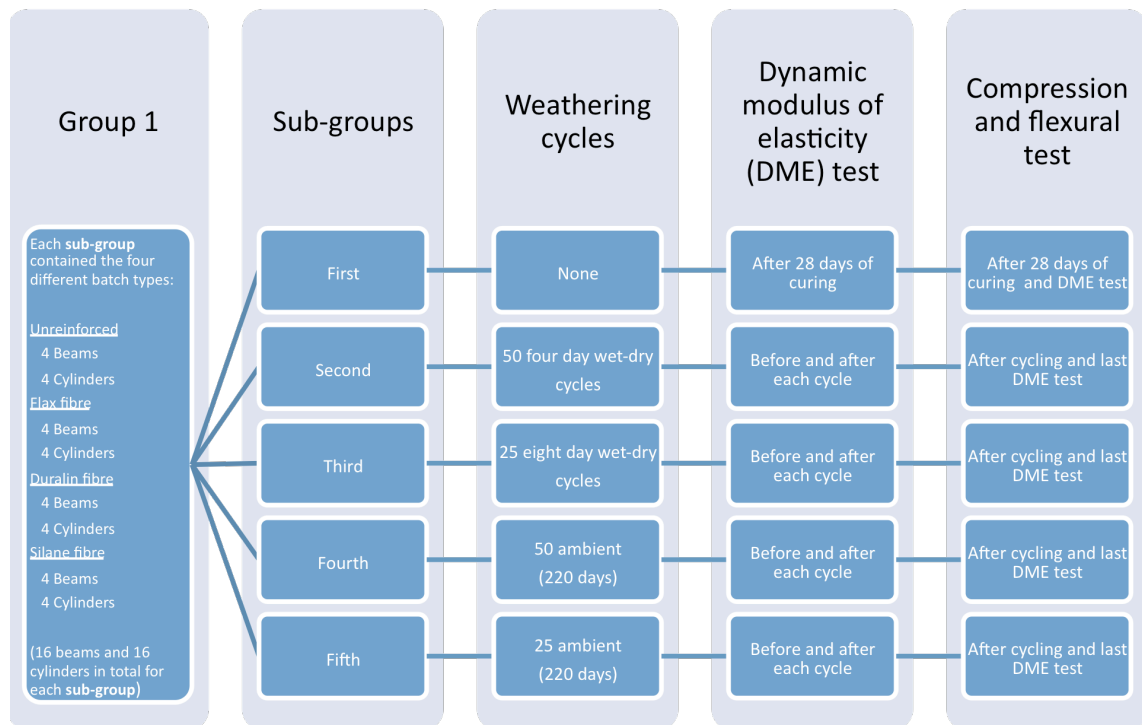 Group 1
Sub-groups
Weathering
cycles
Dynamic
modulus of
elasticity
(DME) test
Compression
and flexural
test
Each sub-group
contained the four
different batch types:
Unreinforced
4 Beams
4 Cylinders
Flax fibre
4 Beams
4 Cylinders
Duralin fibre
4 Beams
4 Cylinders
Silane fibre
4 Beams
4 Cylinders
(16 beams and 16
cylinders in total for
each sub-group)
First
None
After 28 days of
curing
After 28 days of
curing and DME test
Second
50 four day wet-dry
cycles
Before and after
each cycle
After cycling and last
DME test
Third
25 eight day wet-dry
cycles
Before and after
each cycle
After cycling and last
DME test
Fourth
50 ambient
(220 days)
Before and after
each cycle
After cycling and last
DME test
Fifth
25 ambient
(220 days)
Before and after
each cycle
After cycling and last
DME test